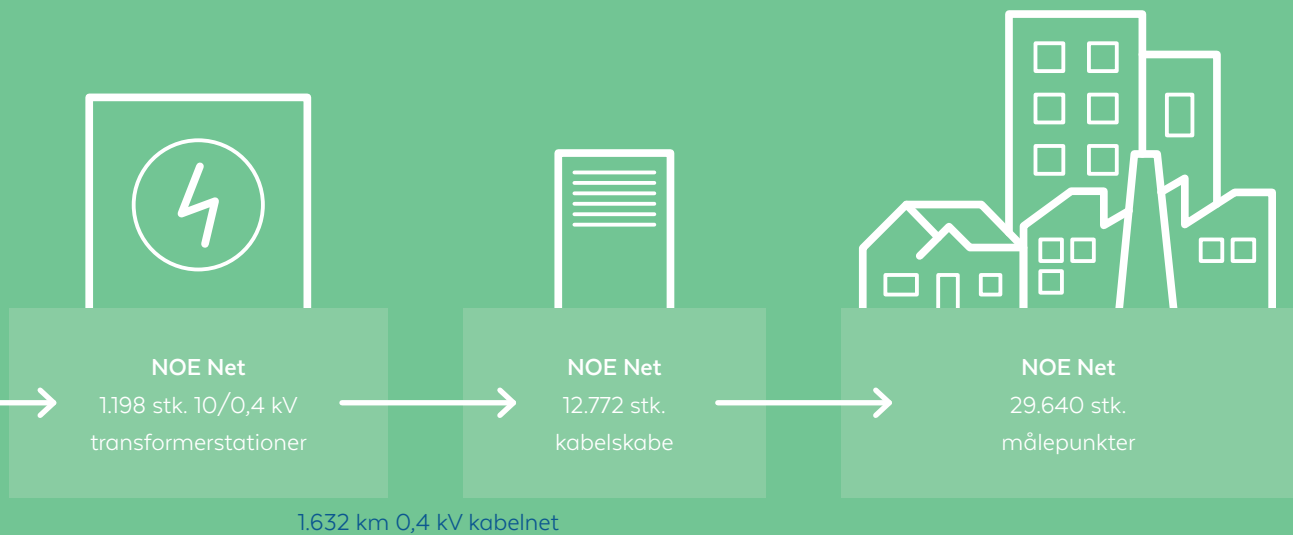 NOE Net
1.198 stk. 10/0,4 kV
transformerstationer
NOE Net
12.772 stk.
kabelskabe
NOE Net
29.640 stk.
målepunkter
1.632 km 0,4 kV kabelnet